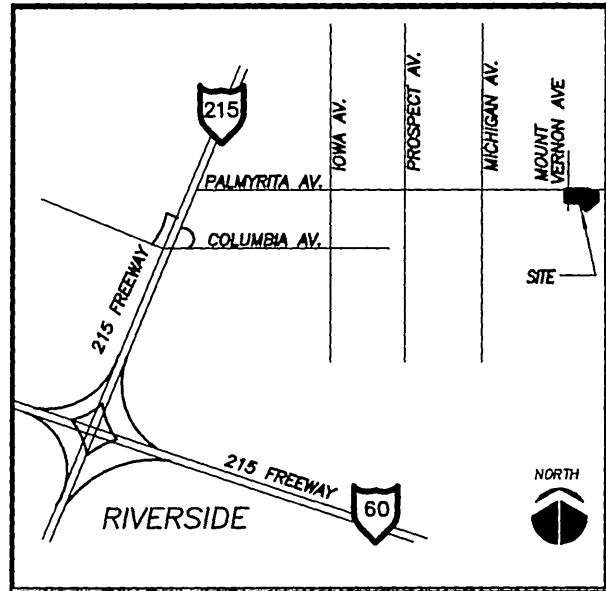 215
IOWA AV.
PROSPECT AV.
MICHIGAN AV.
MOUNT
VERNON AVE
PALMYRITA AV.
COLUMBIA AV.
SITE
215 FREEWAY
215 FREEWAY
60
NORTH
RIVERSIDE